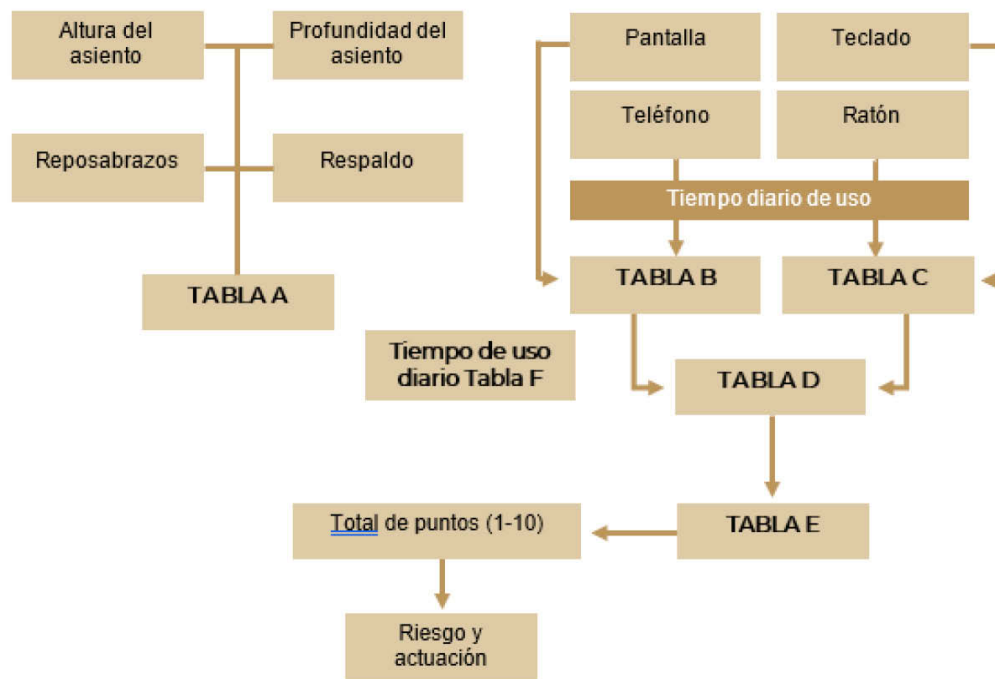 Altura del
asiento
Profundidad del
asiento
Reposabrazos
Respaldo
TABLA A
Pantalla
Teclado
Teléfono
Ratón
Tiempo diario de uso
TABLA B
TABLA C
Tiempo de uso
diario Tabla F
TABLA D
TABLA E
Total de puntos (1-10)
Riesgo y
actuación